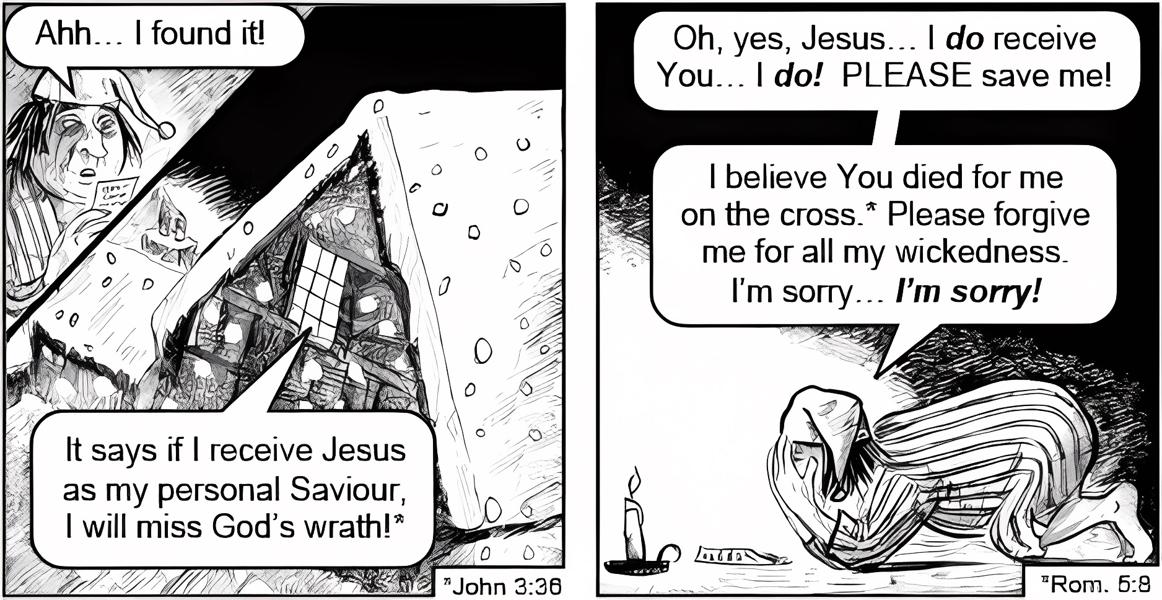 Ahh... I found it!
It says if I receive Jesus
as my personal Saviour,
I will miss God's wrath!*
*John 3:36
Oh, yes, Jesus... I do receive
You... I do! PLEASE save me!
I believe You died for me
on the cross.* Please forgive
me for all my wickedness.
I'm sorry... I'm sorry!
*Rom. 5:8